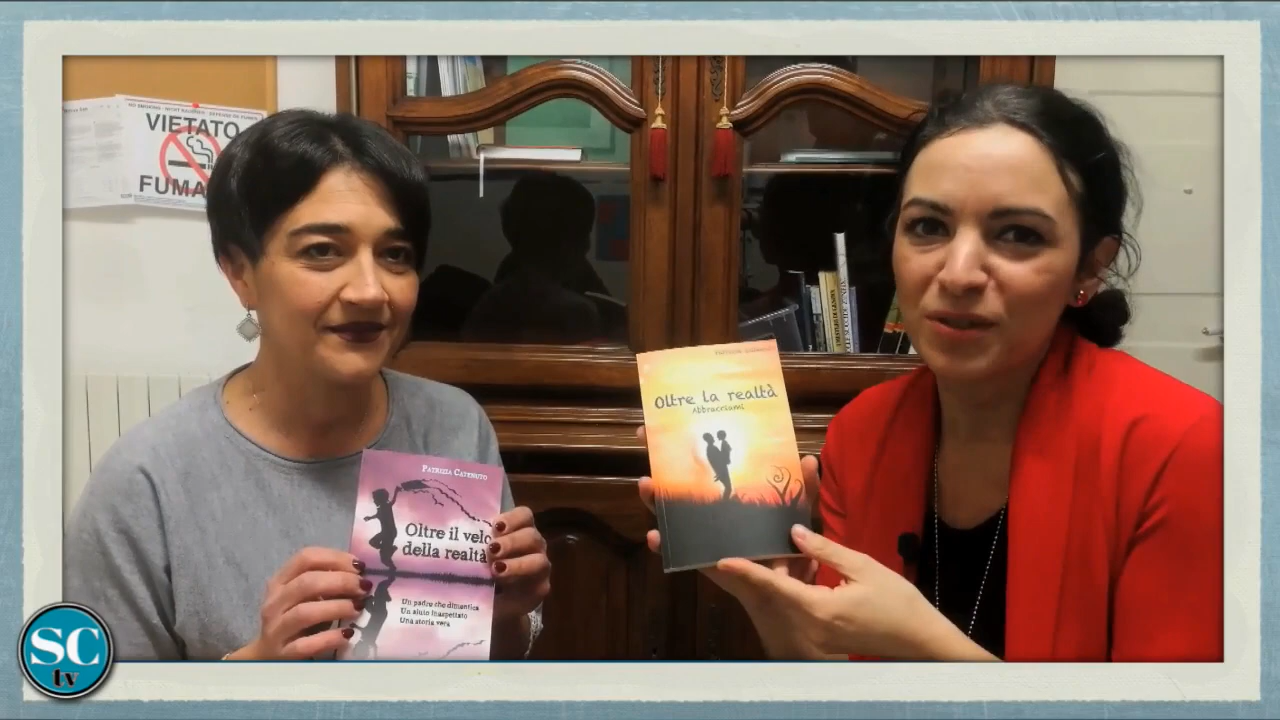 VIETATO
FUMA
PATRIZIA CATENUTO
Oltre il velo
della realtà
Un padre che dimentica
Un aiuto inaspettato
Una storia vera
Oltre la realtà
Abbracciami
SC
tv